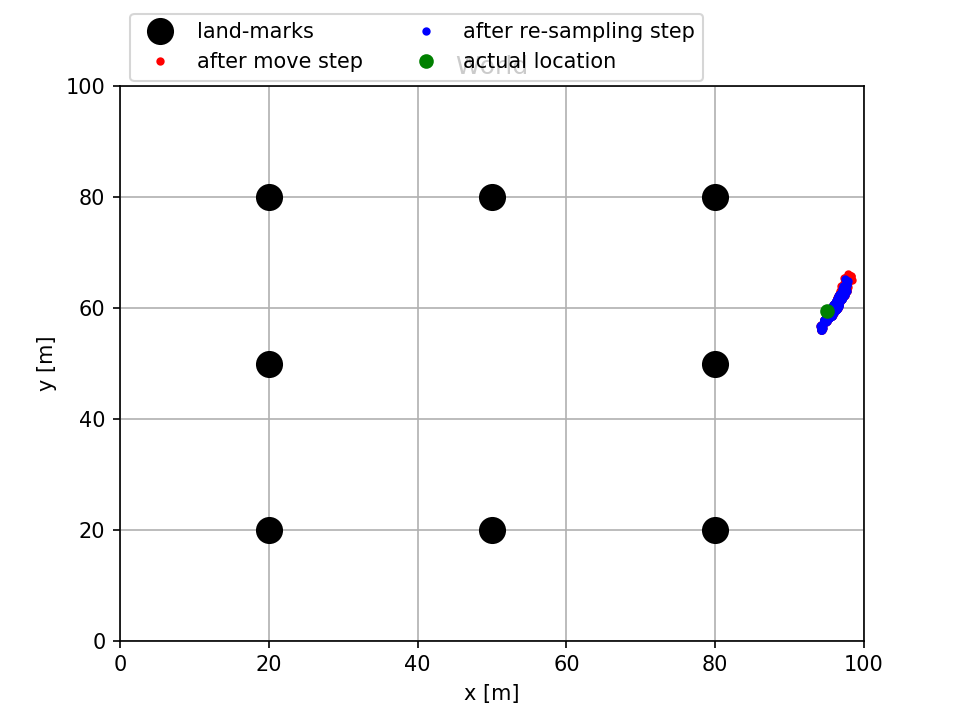 land-marks
after re-sampling step
after move step
actual location
World
100
80
60
40
20
0
y [m]
0 20 40 60 80 100
x [m]